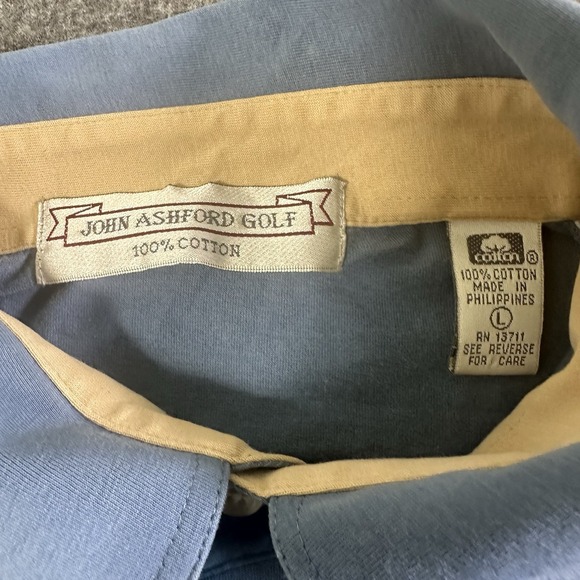 JOHN ASHFORD GOLF
100% COTTON
cotton ®
100% COTTON
MADE IN
PHILIPPINES
L
RN 13711
SEE REVERSE
FOR CARE